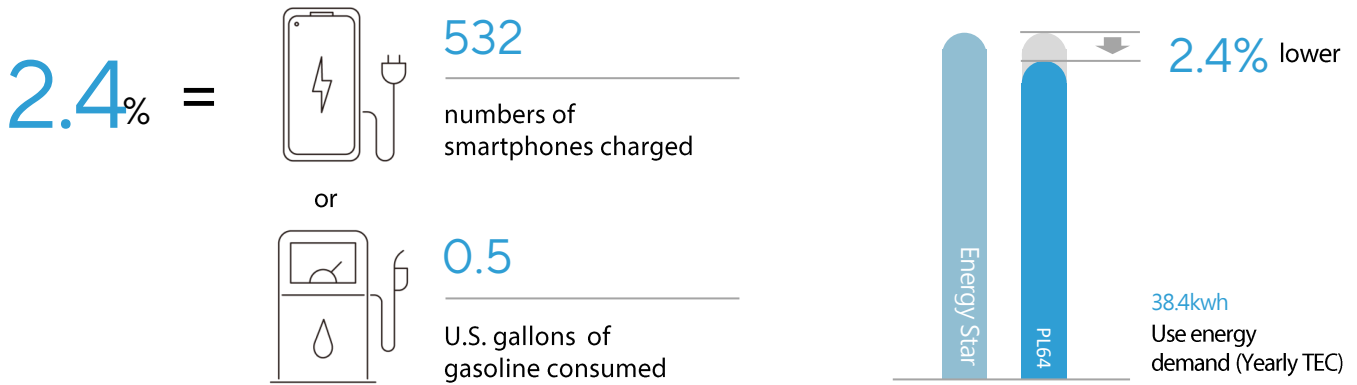 2.4%
=
532
numbers of
smartphones charged
or
0.5
U.S. gallons of
gasoline consumed
Energy Star
PL64
2.4% lower
38.4kwh
Use energy
demand (Yearly TEC)